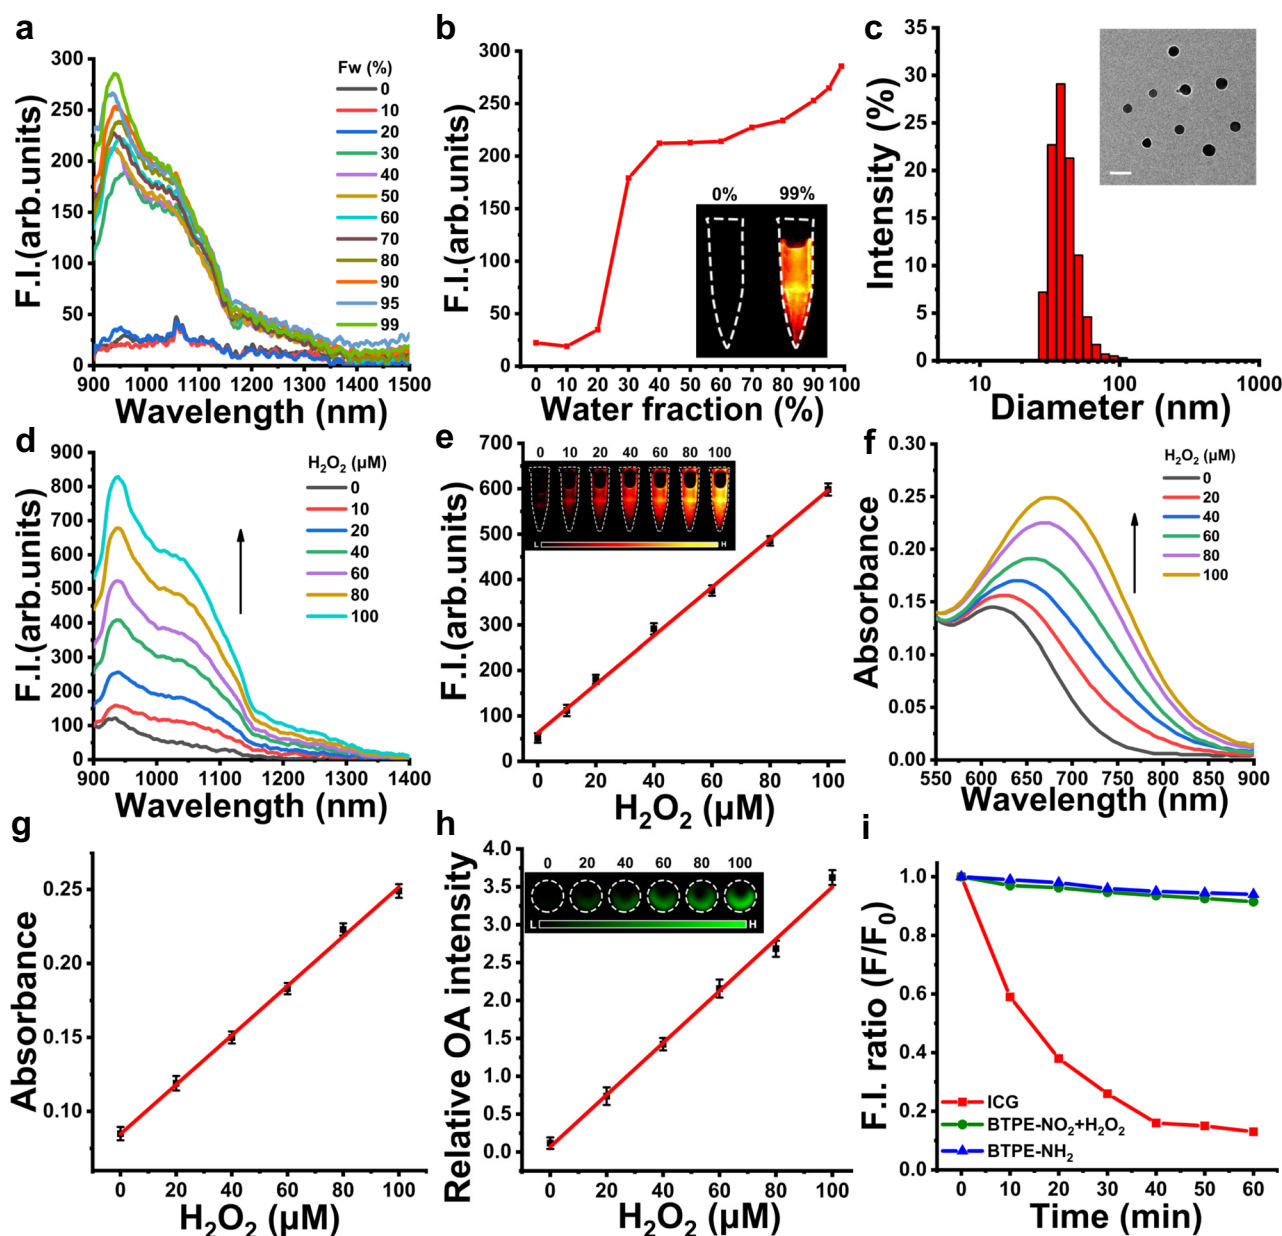 a
F.I.(arb.units)
300
250
200
150
100
50
0
900 1000 1100 1200 1300 1400 1500
Wavelength (nm)
Fw (%)
0
10
20
30
40
50
60
70
80
90
95
99
b
F.I.(arb.units)
300
250
200
150
100
50
0
0 10 20 30 40 50 60 70 80 90 100
Water fraction (%)
0% 99%
c
Intensity (%)
35
30
25
20
15
10
5
0
10 100 1000
Diameter (nm)
d
F.I.(arb.units)
900
800
700
600
500
400
300
200
100
0
900 1000 1100 1200 1300 1400
Wavelength (nm)
H₂O₂ (μM)
0
10
20
40
60
80
100
e
F.I.(arb.units)
700
600
500
400
300
200
100
0
0 20 40 60 80 100
H₂O₂ (μM)
0 10 20 40 60 80 100
L H
f
Absorbance
0.30
0.25
0.20
0.15
0.10
0.05
0.00
550 600 650 700 750 800 850 900
Wavelength (nm)
H₂O₂ (μM)
0
20
40
60
80
100
g
Absorbance
0.25
0.20
0.15
0.10
0 20 40 60 80 100
H₂O₂ (μM)
h
Relative OA intensity
4.0
3.5
3.0
2.5
2.0
1.5
1.0
0.5
0.0
0 20 40 60 80 100
H₂O₂ (μM)
0 20 40 60 80 100
L H
i
F.I. ratio (F/F₀)
1.0
0.8
0.6
0.4
0.2
0.0
0 10 20 30 40 50 60
Time (min)
ICG
BTPE-NO₂+H₂O₂
BTPE-NH₂